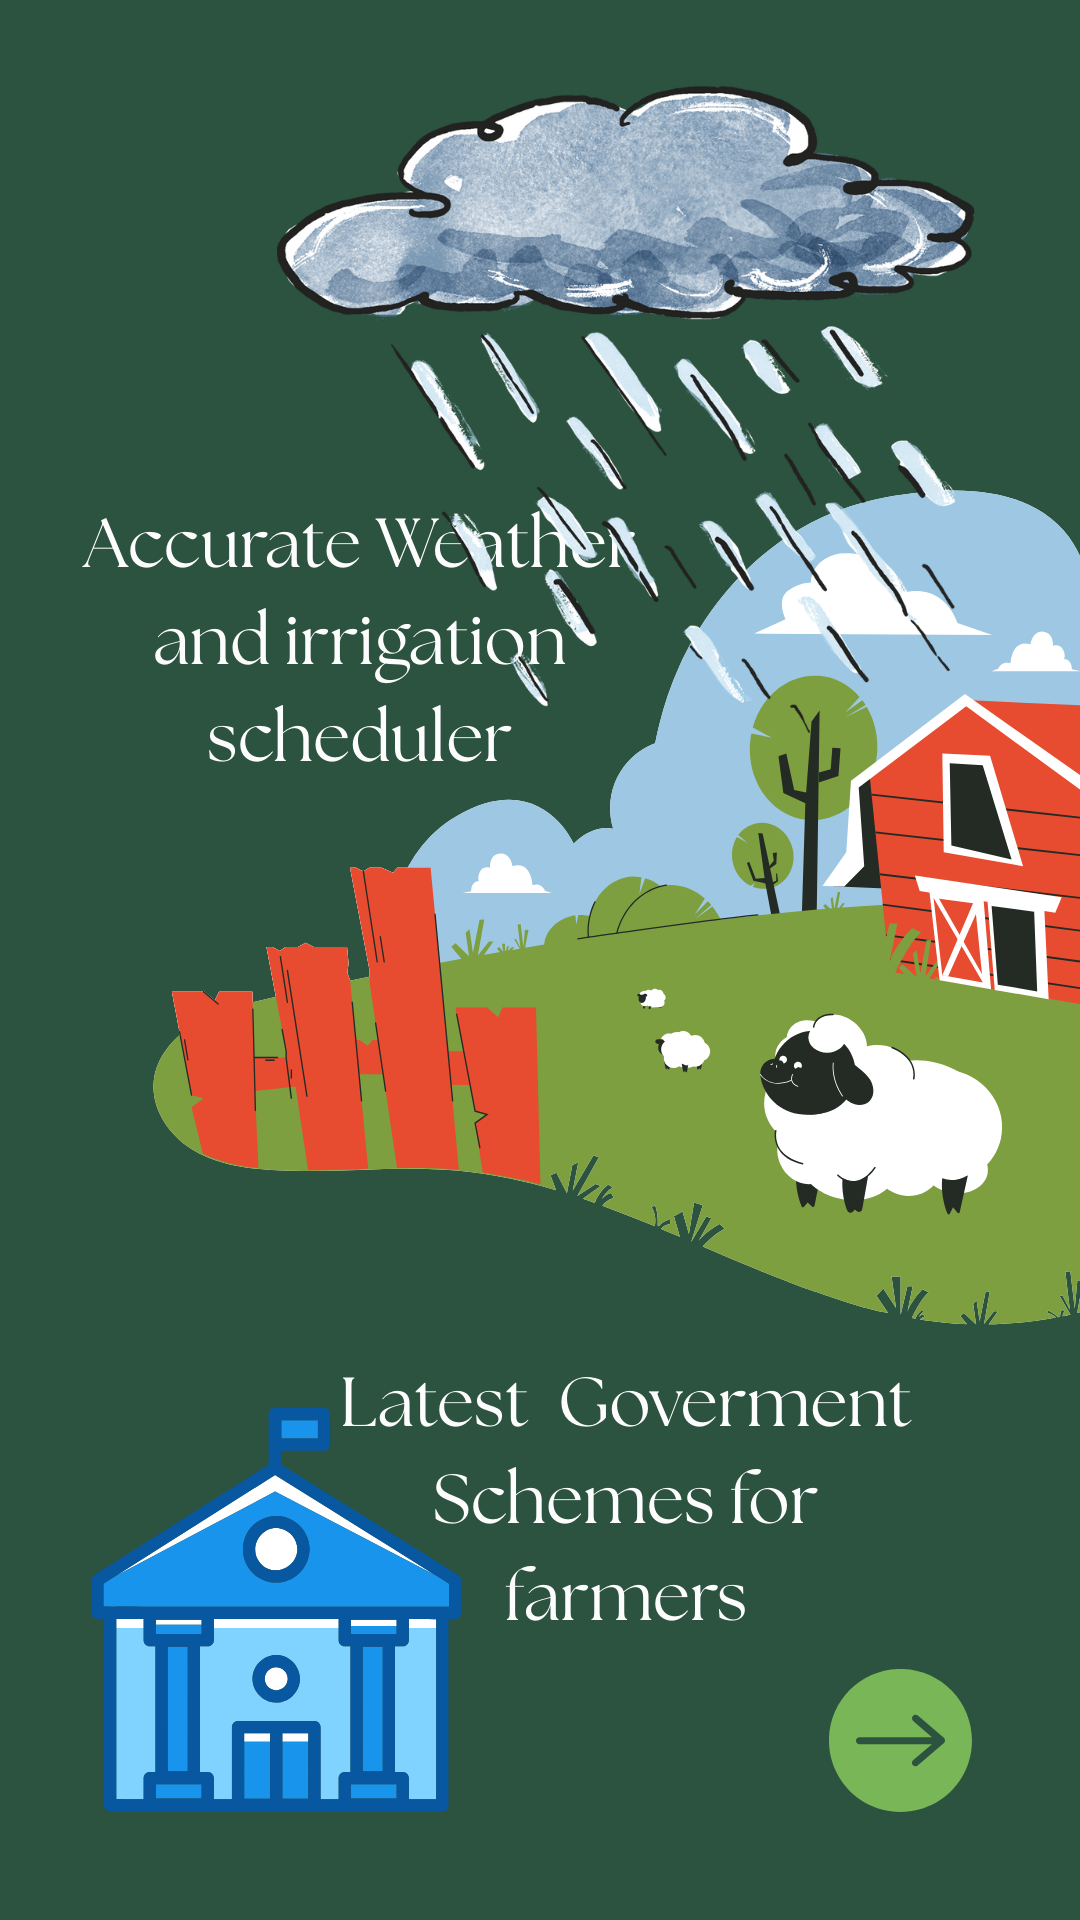 Accurate Weather
and irrigation
scheduler
Latest Goverment
Schemes for
farmers